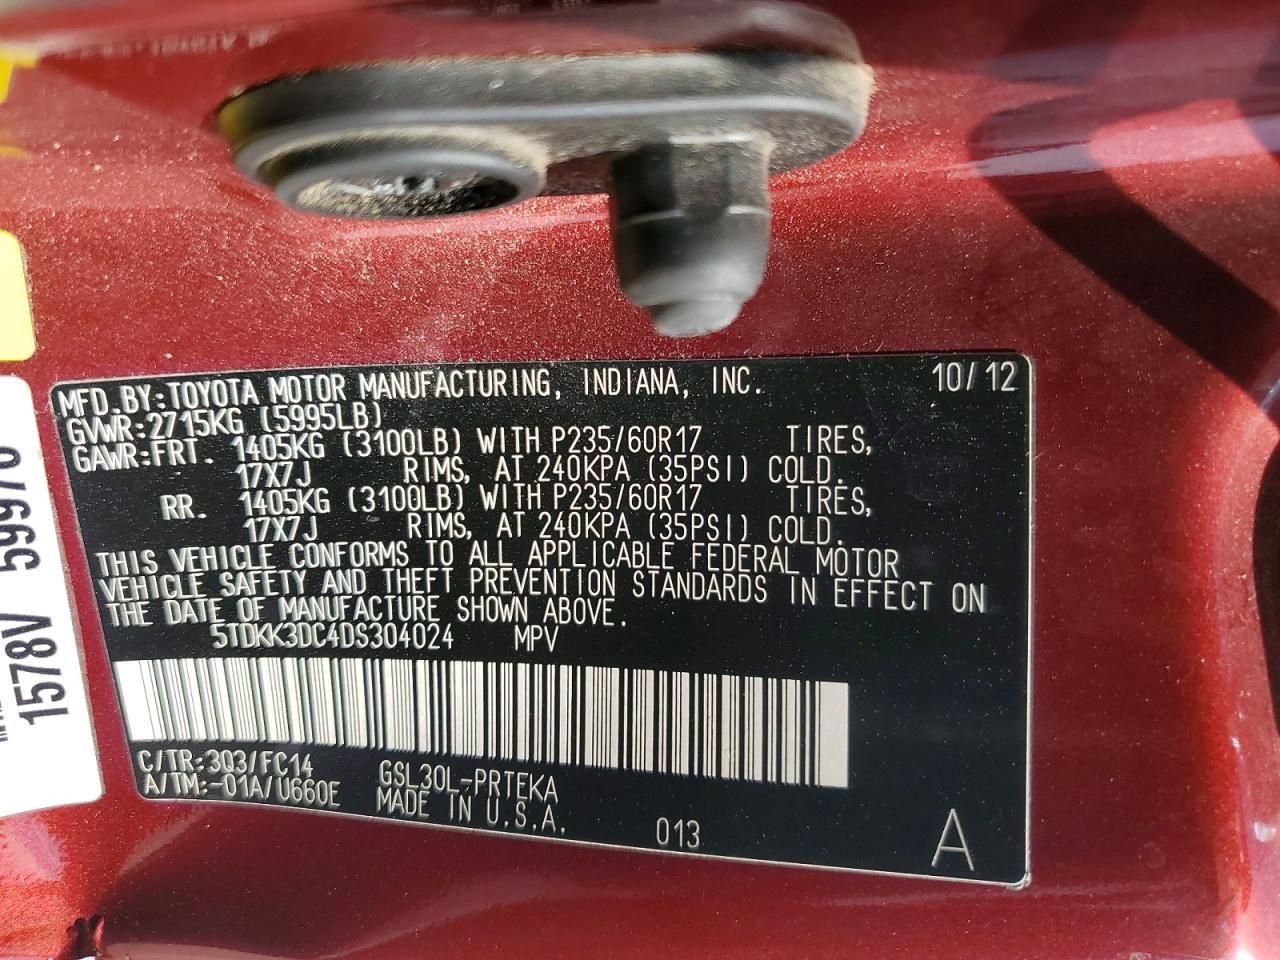 MFD.BY:TOYOTA MOTOR MANUFACTURING, INDIANA, INC. 10/12
GVWR:2715KG (5995LB)
GAWR:FRT. 1405KG (3100LB) WITH P235/60R17 TIRES,
17X7J RIMS, AT 240KPA (35PSI) COLD.
RR. 1405KG (3100LB) WITH P235/60R17 TIRES,
17X7J RIMS, AT 240KPA (35PSI) COLD.
THIS VEHICLE CONFORMS TO ALL APPLICABLE FEDERAL MOTOR
VEHICLE SAFETY AND THEFT PREVENTION STANDARDS IN EFFECT ON
THE DATE OF MANUFACTURE SHOWN ABOVE.
5TDKK3DC4DS304024 MPV
C/TR:3Q3/FC14 GSL30L-PRTEKA
A/TM:-01A/U660E MADE IN U.S.A.
013 A
1578V